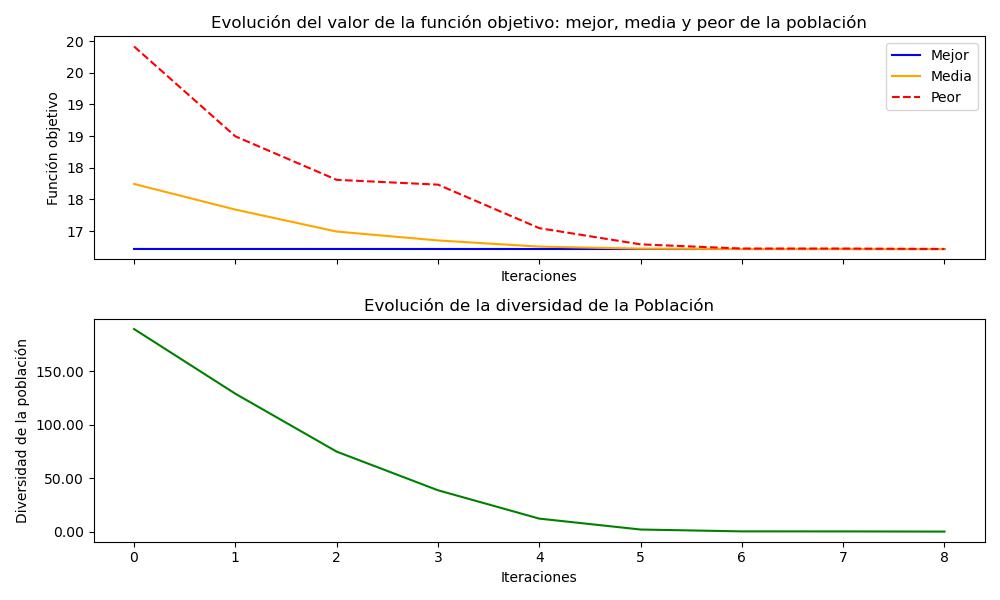 Evolución del valor de la función objetivo: mejor, media y peor de la población
Función objetivo
20
20
19
19
18
18
17
Mejor
Media
Peor
Iteraciones
Evolución de la diversidad de la Población
Diversidad de la población
150.00
100.00
50.00
0.00
0 1 2 3 4 5 6 7 8
Iteraciones